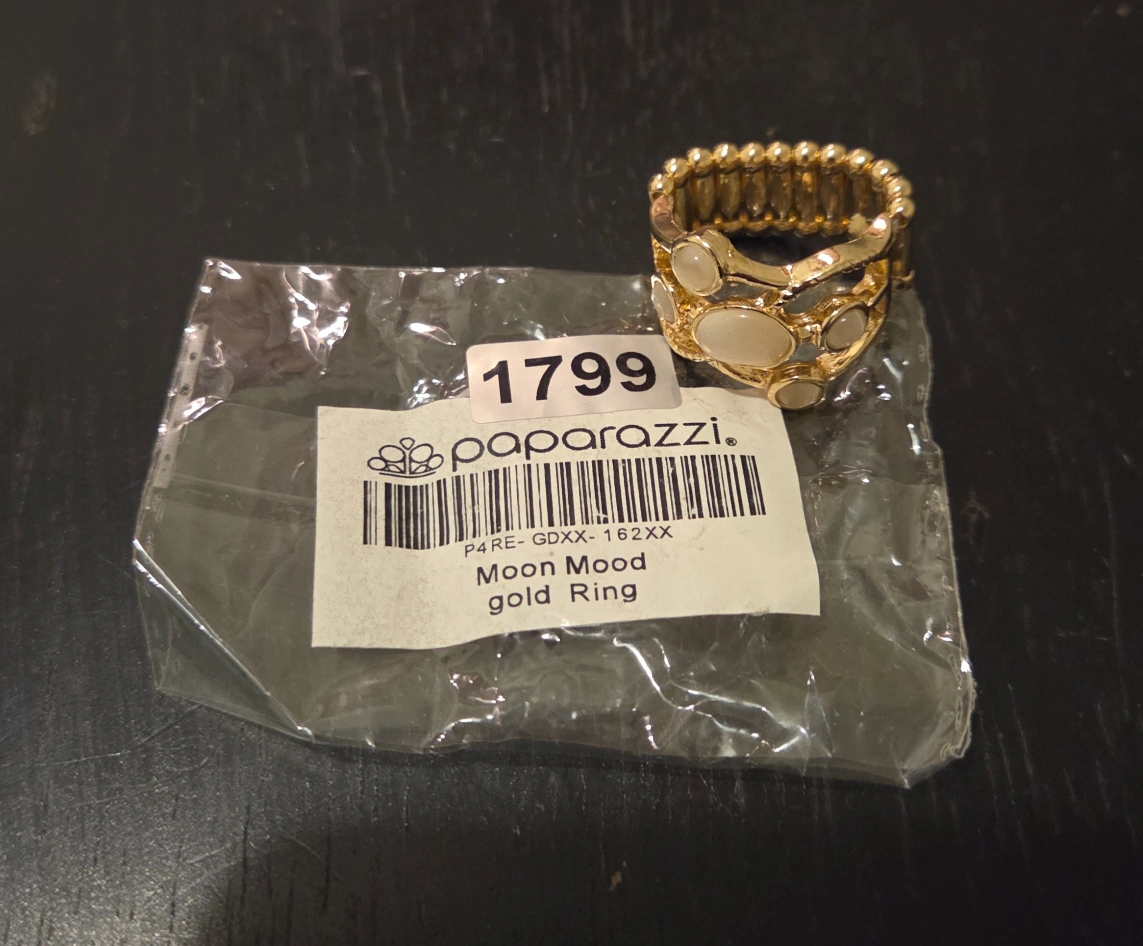 1799
paparazzi®
P4RE-GDXX-162XX
Moon Mood
gold Ring